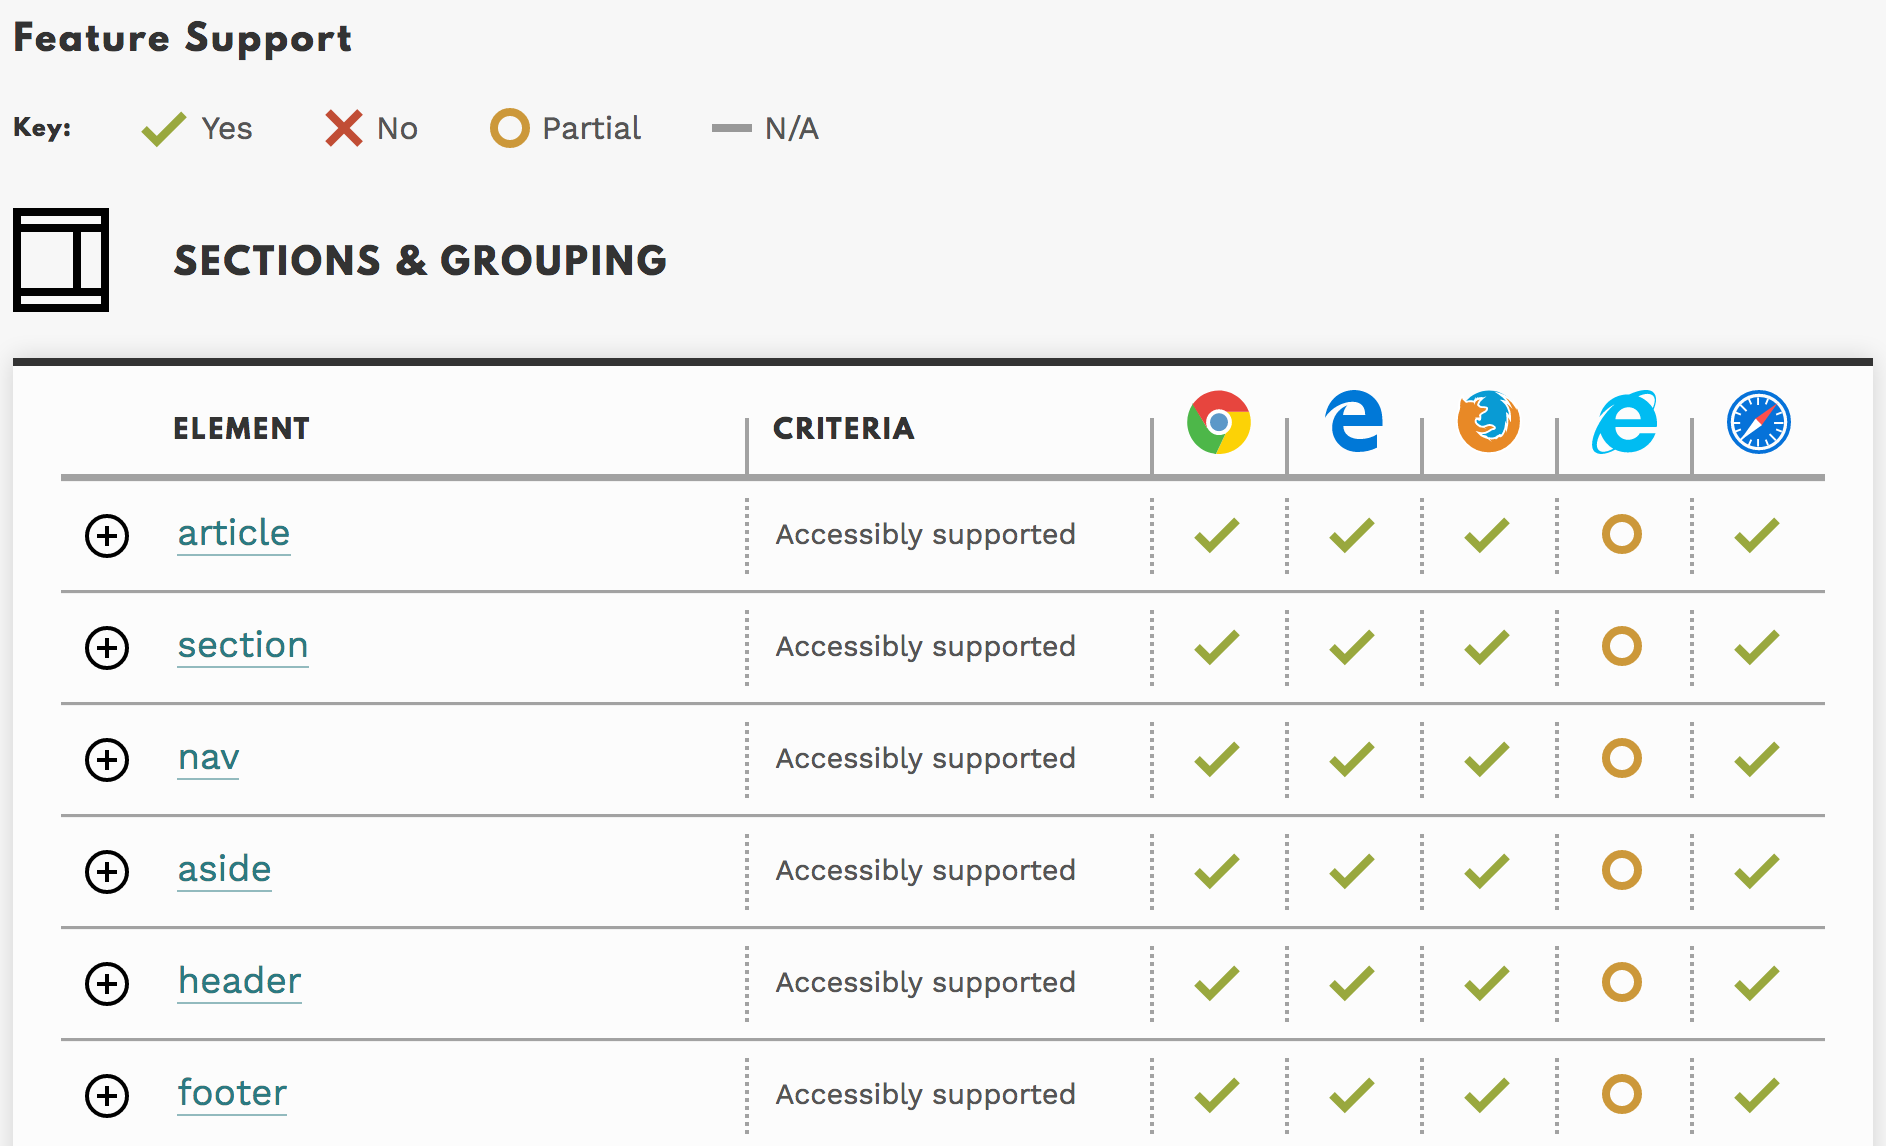 Feature Support
Key: Yes No Partial N/A
SECTIONS & GROUPING
ELEMENT CRITERIA
article Accessibly supported
section Accessibly supported
nav Accessibly supported
aside Accessibly supported
header Accessibly supported
footer Accessibly supported